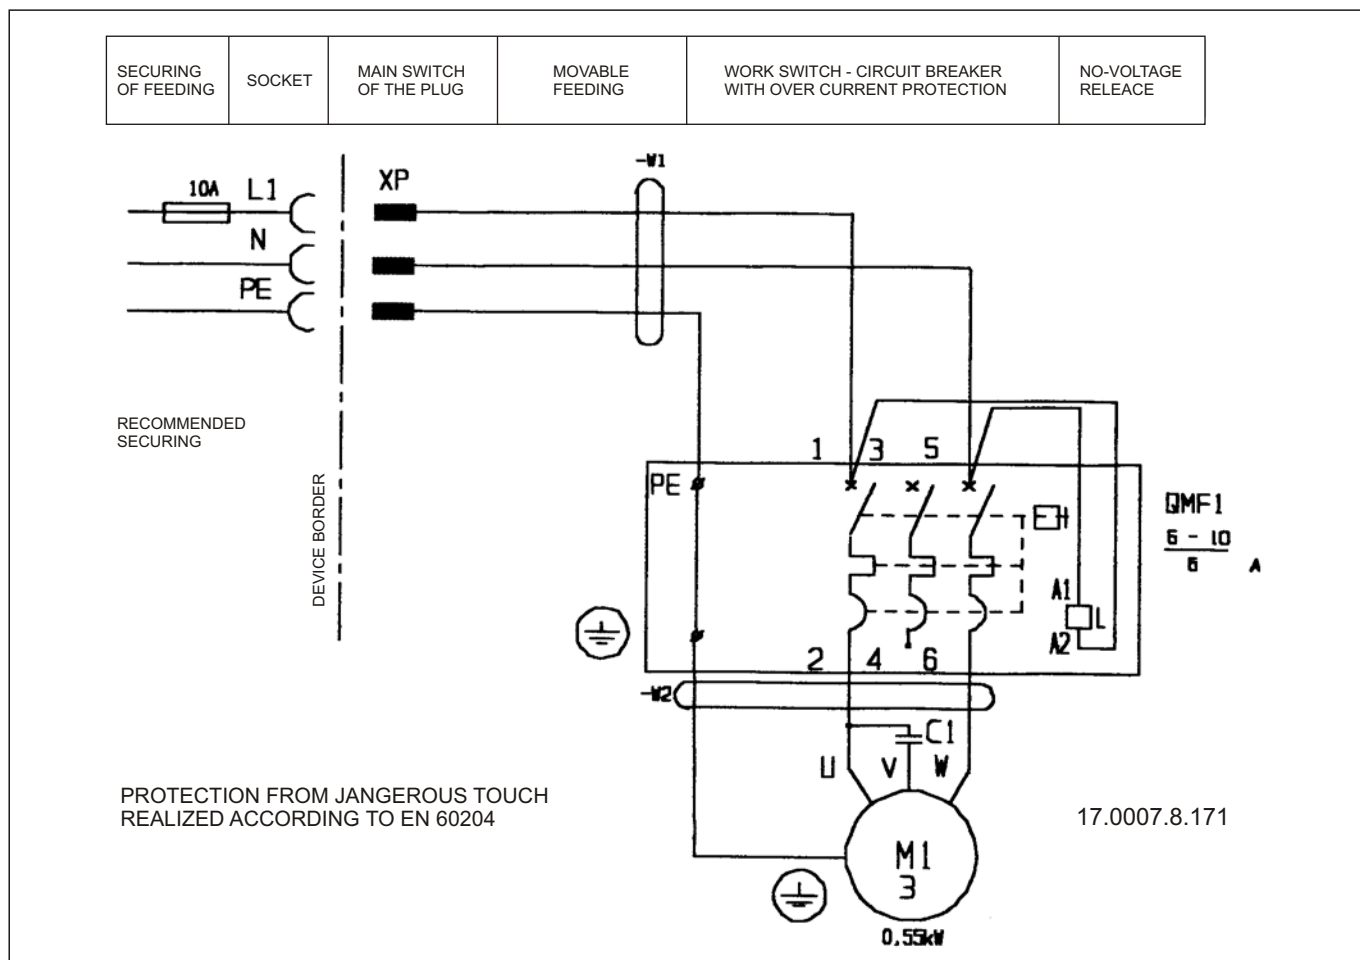 SECURING
OF FEEDING
SOCKET
MAIN SWITCH
OF THE PLUG
MOVABLE
FEEDING
WORK SWITCH - CIRCUIT BREAKER
WITH OVER CURRENT PROTECTION
NO-VOLTAGE
RELEACE
-W1
10A
L1
XP
N
PE
RECOMMENDED
SECURING
DEVICE BORDER
1 3 5
PE
QMF1
6 - 10
6 A
A1
L
A2
2 4 6
-W2
C1
U V W
PROTECTION FROM JANGEROUS TOUCH
REALIZED ACCORDING TO EN 60204
17.0007.8.171
M1
3
0,55kW